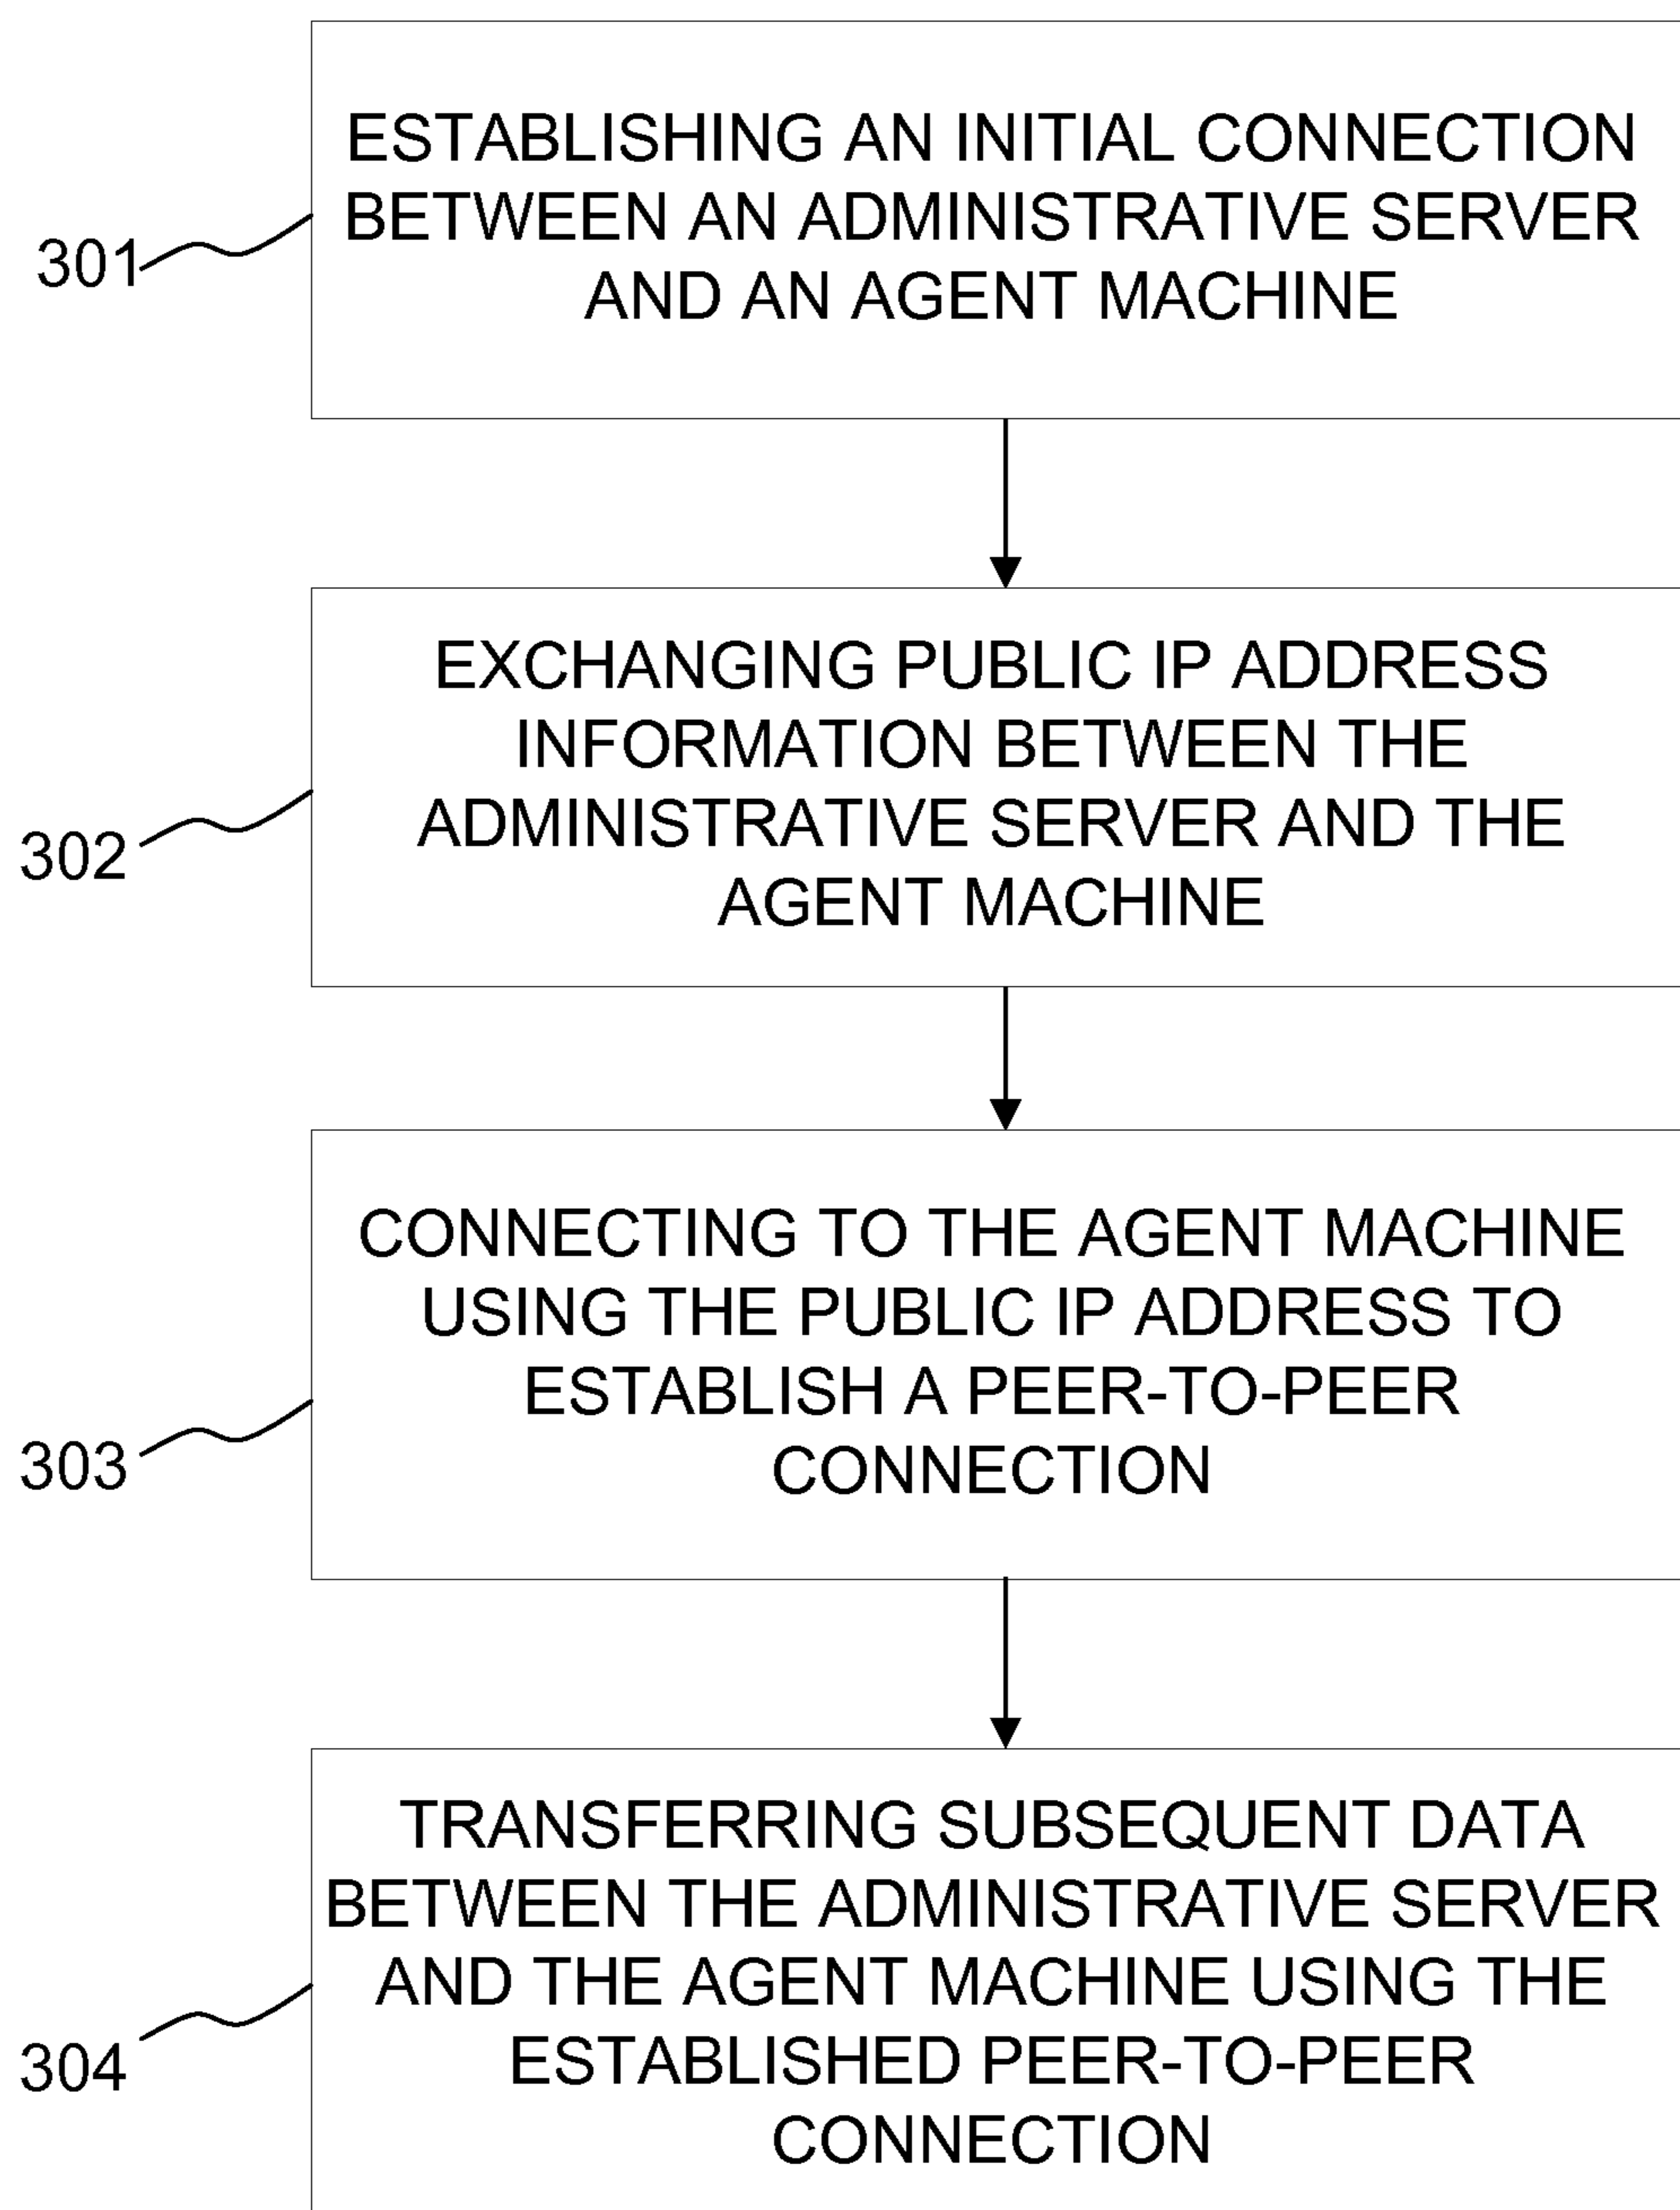 ESTABLISHING AN INITIAL CONNECTION
BETWEEN AN ADMINISTRATIVE SERVER
AND AN AGENT MACHINE
301
EXCHANGING PUBLIC IP ADDRESS
INFORMATION BETWEEN THE
ADMINISTRATIVE SERVER AND THE
AGENT MACHINE
302
CONNECTING TO THE AGENT MACHINE
USING THE PUBLIC IP ADDRESS TO
ESTABLISH A PEER-TO-PEER
CONNECTION
303
TRANSFERRING SUBSEQUENT DATA
BETWEEN THE ADMINISTRATIVE SERVER
AND THE AGENT MACHINE USING THE
ESTABLISHED PEER-TO-PEER
CONNECTION
304